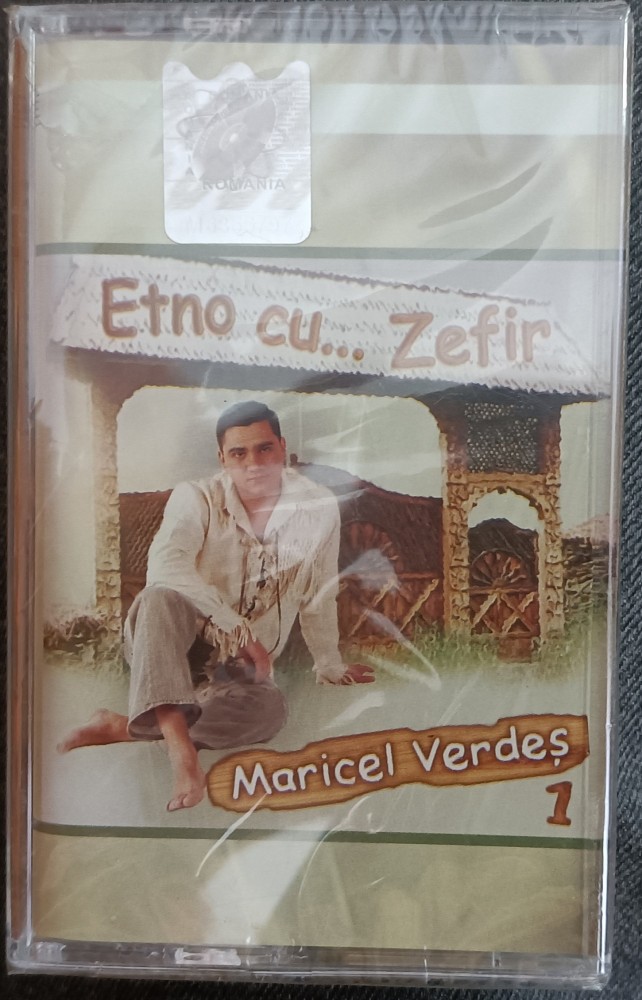 ROMANIA
Etno cu... Zefir
Maricel Verdeș
1